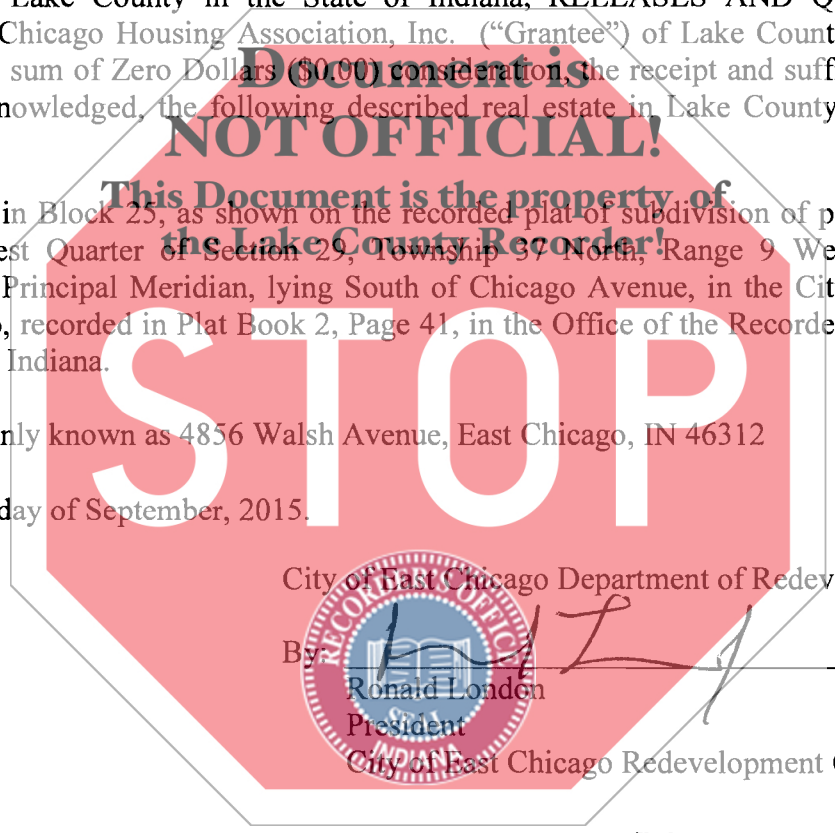 Lake County in the State of Indiana, RELEASES AND Q
Chicago Housing Association, Inc. (“Grantee”) of Lake Count
sum of Zero Dollars ($0.00) consideration, the receipt and suff
nowledged, the following described real estate in Lake County
Document is
NOT OFFICIAL!
This Document is the property of
the Lake County Recorder!
in Block 25, as shown on the recorded plat of subdivision of p
est Quarter of Section 29, Township 37 North, Range 9 We
Principal Meridian, lying South of Chicago Avenue, in the Cit
o, recorded in Plat Book 2, Page 41, in the Office of the Recorde
Indiana.
STOP
nly known as 4856 Walsh Avenue, East Chicago, IN 46312
day of September, 2015.
City of East Chicago Department of Redev
By:
RECORDER'S OFFICE
SEAL
INDIANA
Ronald London
President
City of East Chicago Redevelopment